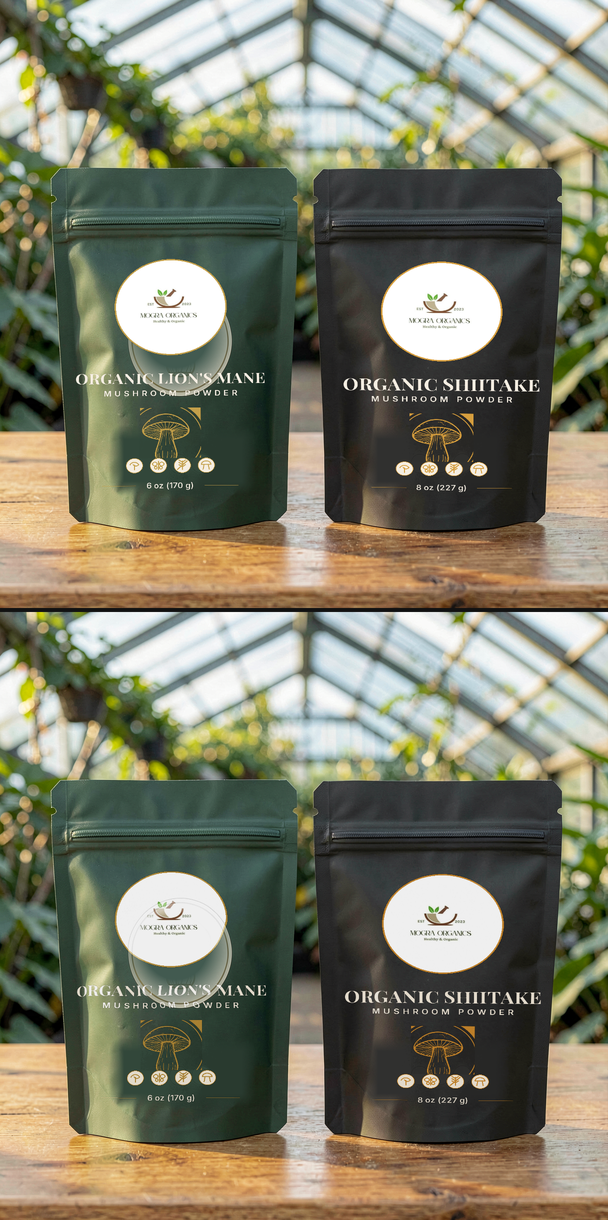 EST 2023
MOGRA ORGANICS
Healthy & Organic
ORGANIC LION'S MANE
MUSHROOM POWDER
6 oz (170 g)
EST 2023
MOGRA ORGANICS
Healthy & Organic
ORGANIC SHIITAKE
MUSHROOM POWDER
8 oz (227 g)
EST 2023
MOGRA ORGANICS
Healthy & Organic
ORGANIC LION'S MANE
MUSHROOM POWDER
6 oz (170 g)
EST 2023
MOGRA ORGANICS
Healthy & Organic
ORGANIC SHIITAKE
MUSHROOM POWDER
8 oz (227 g)